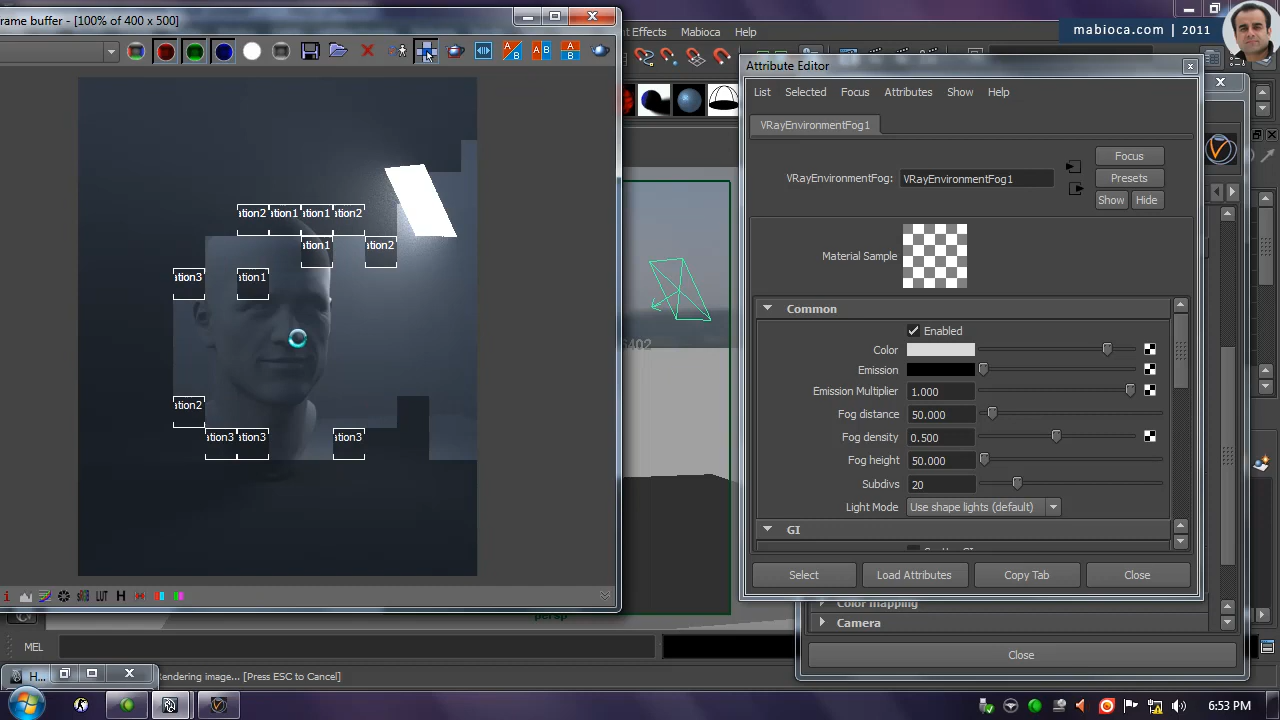 rame buffer - [100% of 400 x 500]
mabioca.com | 2011
t Effects Mabioca
Attribute Editor
List Selected Focus Attributes Show Help
VRayEnvironmentFog1
VRayEnvironmentFog: VRayEnvironmentFog1
Focus
Presets
Show Hide
Material Sample
Common
Enabled
Color
Emission
Emission Multiplier 1.000
Fog distance 50.000
Fog density 0.500
Fog height 50.000
Subdivs 20
Light Mode Use shape lights (default)
GI
Select Load Attributes Copy Tab Close
ation2 ation1 ation1 ation2
ation1 ation2
ation3 ation1
ation2
ation3 ation3 ation3
LUT H
persp
Color mapping
Camera
Close
MEL
H...
endering image... [Press ESC to Cancel]
6:53 PM